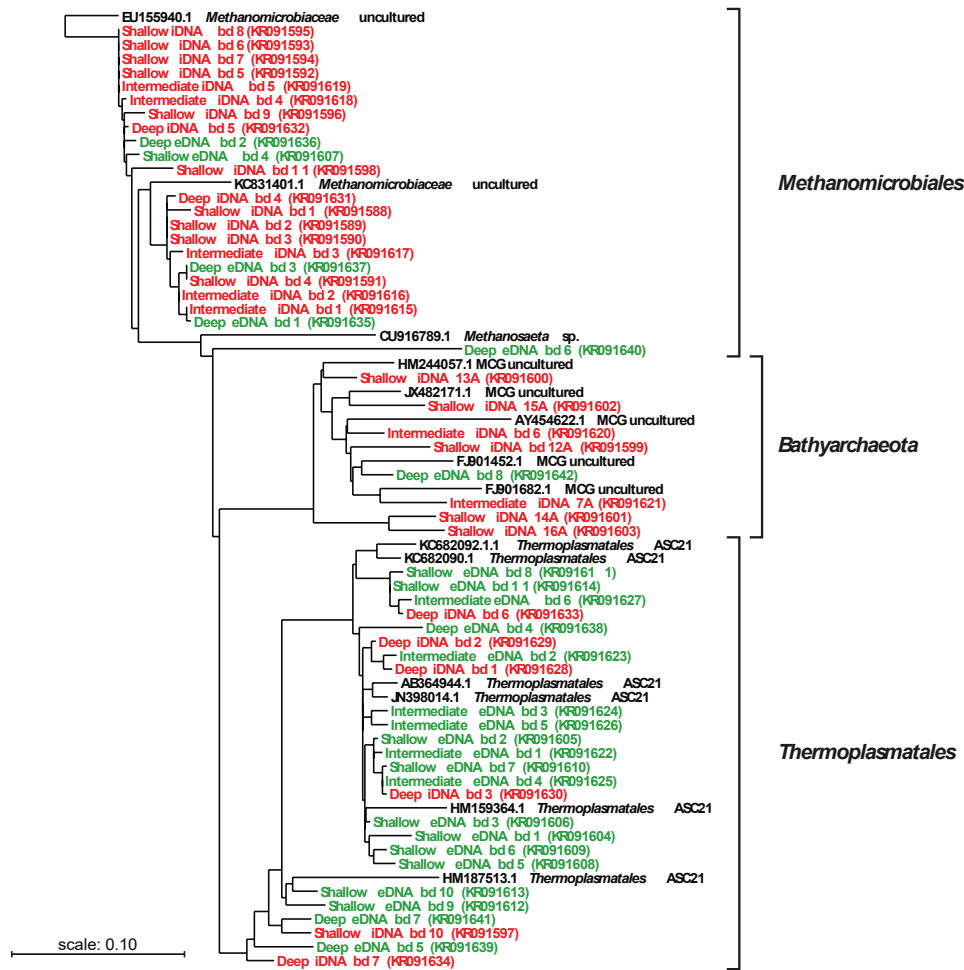 EU155940.1 Methanomicrobiaceae uncultured
Shallow iDNA bd 8 (KR091595)
Shallow iDNA bd 6 (KR091593)
Shallow iDNA bd 7 (KR091594)
Shallow iDNA bd 5 (KR091592)
Intermediate iDNA bd 5 (KR091619)
Intermediate iDNA bd 4 (KR091618)
Shallow iDNA bd 9 (KR091596)
Deep iDNA bd 5 (KR091632)
Deep eDNA bd 2 (KR091636)
Shallow eDNA bd 4 (KR091607)
Shallow iDNA bd 1 1 (KR091598)
KC831401.1 Methanomicrobiaceae uncultured
Methanomicrobiales
Deep iDNA bd 4 (KR091631)
Shallow iDNA bd 1 (KR091588)
Shallow iDNA bd 2 (KR091589)
Shallow iDNA bd 3 (KR091590)
Intermediate iDNA bd 3 (KR091617)
Deep eDNA bd 3 (KR091637)
Shallow iDNA bd 4 (KR091591)
Intermediate iDNA bd 2 (KR091616)
Intermediate iDNA bd 1 (KR091615)
Deep eDNA bd 1 (KR091635)
CU916789.1 Methanosaeta sp.
Deep eDNA bd 6 (KR091640)
HM244057.1 MCG uncultured
Shallow iDNA 13A (KR091600)
JX482171.1 MCG uncultured
Shallow iDNA 15A (KR091602)
AY454622.1 MCG uncultured
Intermediate iDNA bd 6 (KR091620)
Shallow iDNA bd 12A (KR091599)
Bathyarchaeota
FJ901452.1 MCG uncultured
Deep eDNA bd 8 (KR091642)
FJ901682.1 MCG uncultured
Intermediate iDNA 7A (KR091621)
Shallow iDNA 14A (KR091601)
Shallow iDNA 16A (KR091603)
KC682092.1.1 Thermoplasmatales ASC21
KC682090.1 Thermoplasmatales ASC21
Shallow eDNA bd 8 (KR09161 1)
Shallow eDNA bd 1 1 (KR091614)
Intermediate eDNA bd 6 (KR091627)
Deep iDNA bd 6 (KR091633)
Deep eDNA bd 4 (KR091638)
Deep iDNA bd 2 (KR091629)
Intermediate eDNA bd 2 (KR091623)
Deep iDNA bd 1 (KR091628)
AB364944.1 Thermoplasmatales ASC21
JN398014.1 Thermoplasmatales ASC21
Intermediate eDNA bd 3 (KR091624)
Intermediate eDNA bd 5 (KR091626)
Shallow eDNA bd 2 (KR091605)
Intermediate eDNA bd 1 (KR091622)
Thermoplasmatales
Shallow eDNA bd 7 (KR091610)
Intermediate eDNA bd 4 (KR091625)
Deep iDNA bd 3 (KR091630)
HM159364.1 Thermoplasmatales ASC21
Shallow eDNA bd 3 (KR091606)
Shallow eDNA bd 1 (KR091604)
Shallow eDNA bd 6 (KR091609)
Shallow eDNA bd 5 (KR091608)
HM187513.1 Thermoplasmatales ASC21
Shallow eDNA bd 10 (KR091613)
Shallow eDNA bd 9 (KR091612)
Deep eDNA bd 7 (KR091641)
Shallow iDNA bd 10 (KR091597)
Deep eDNA bd 5 (KR091639)
Deep iDNA bd 7 (KR091634)
scale: 0.10